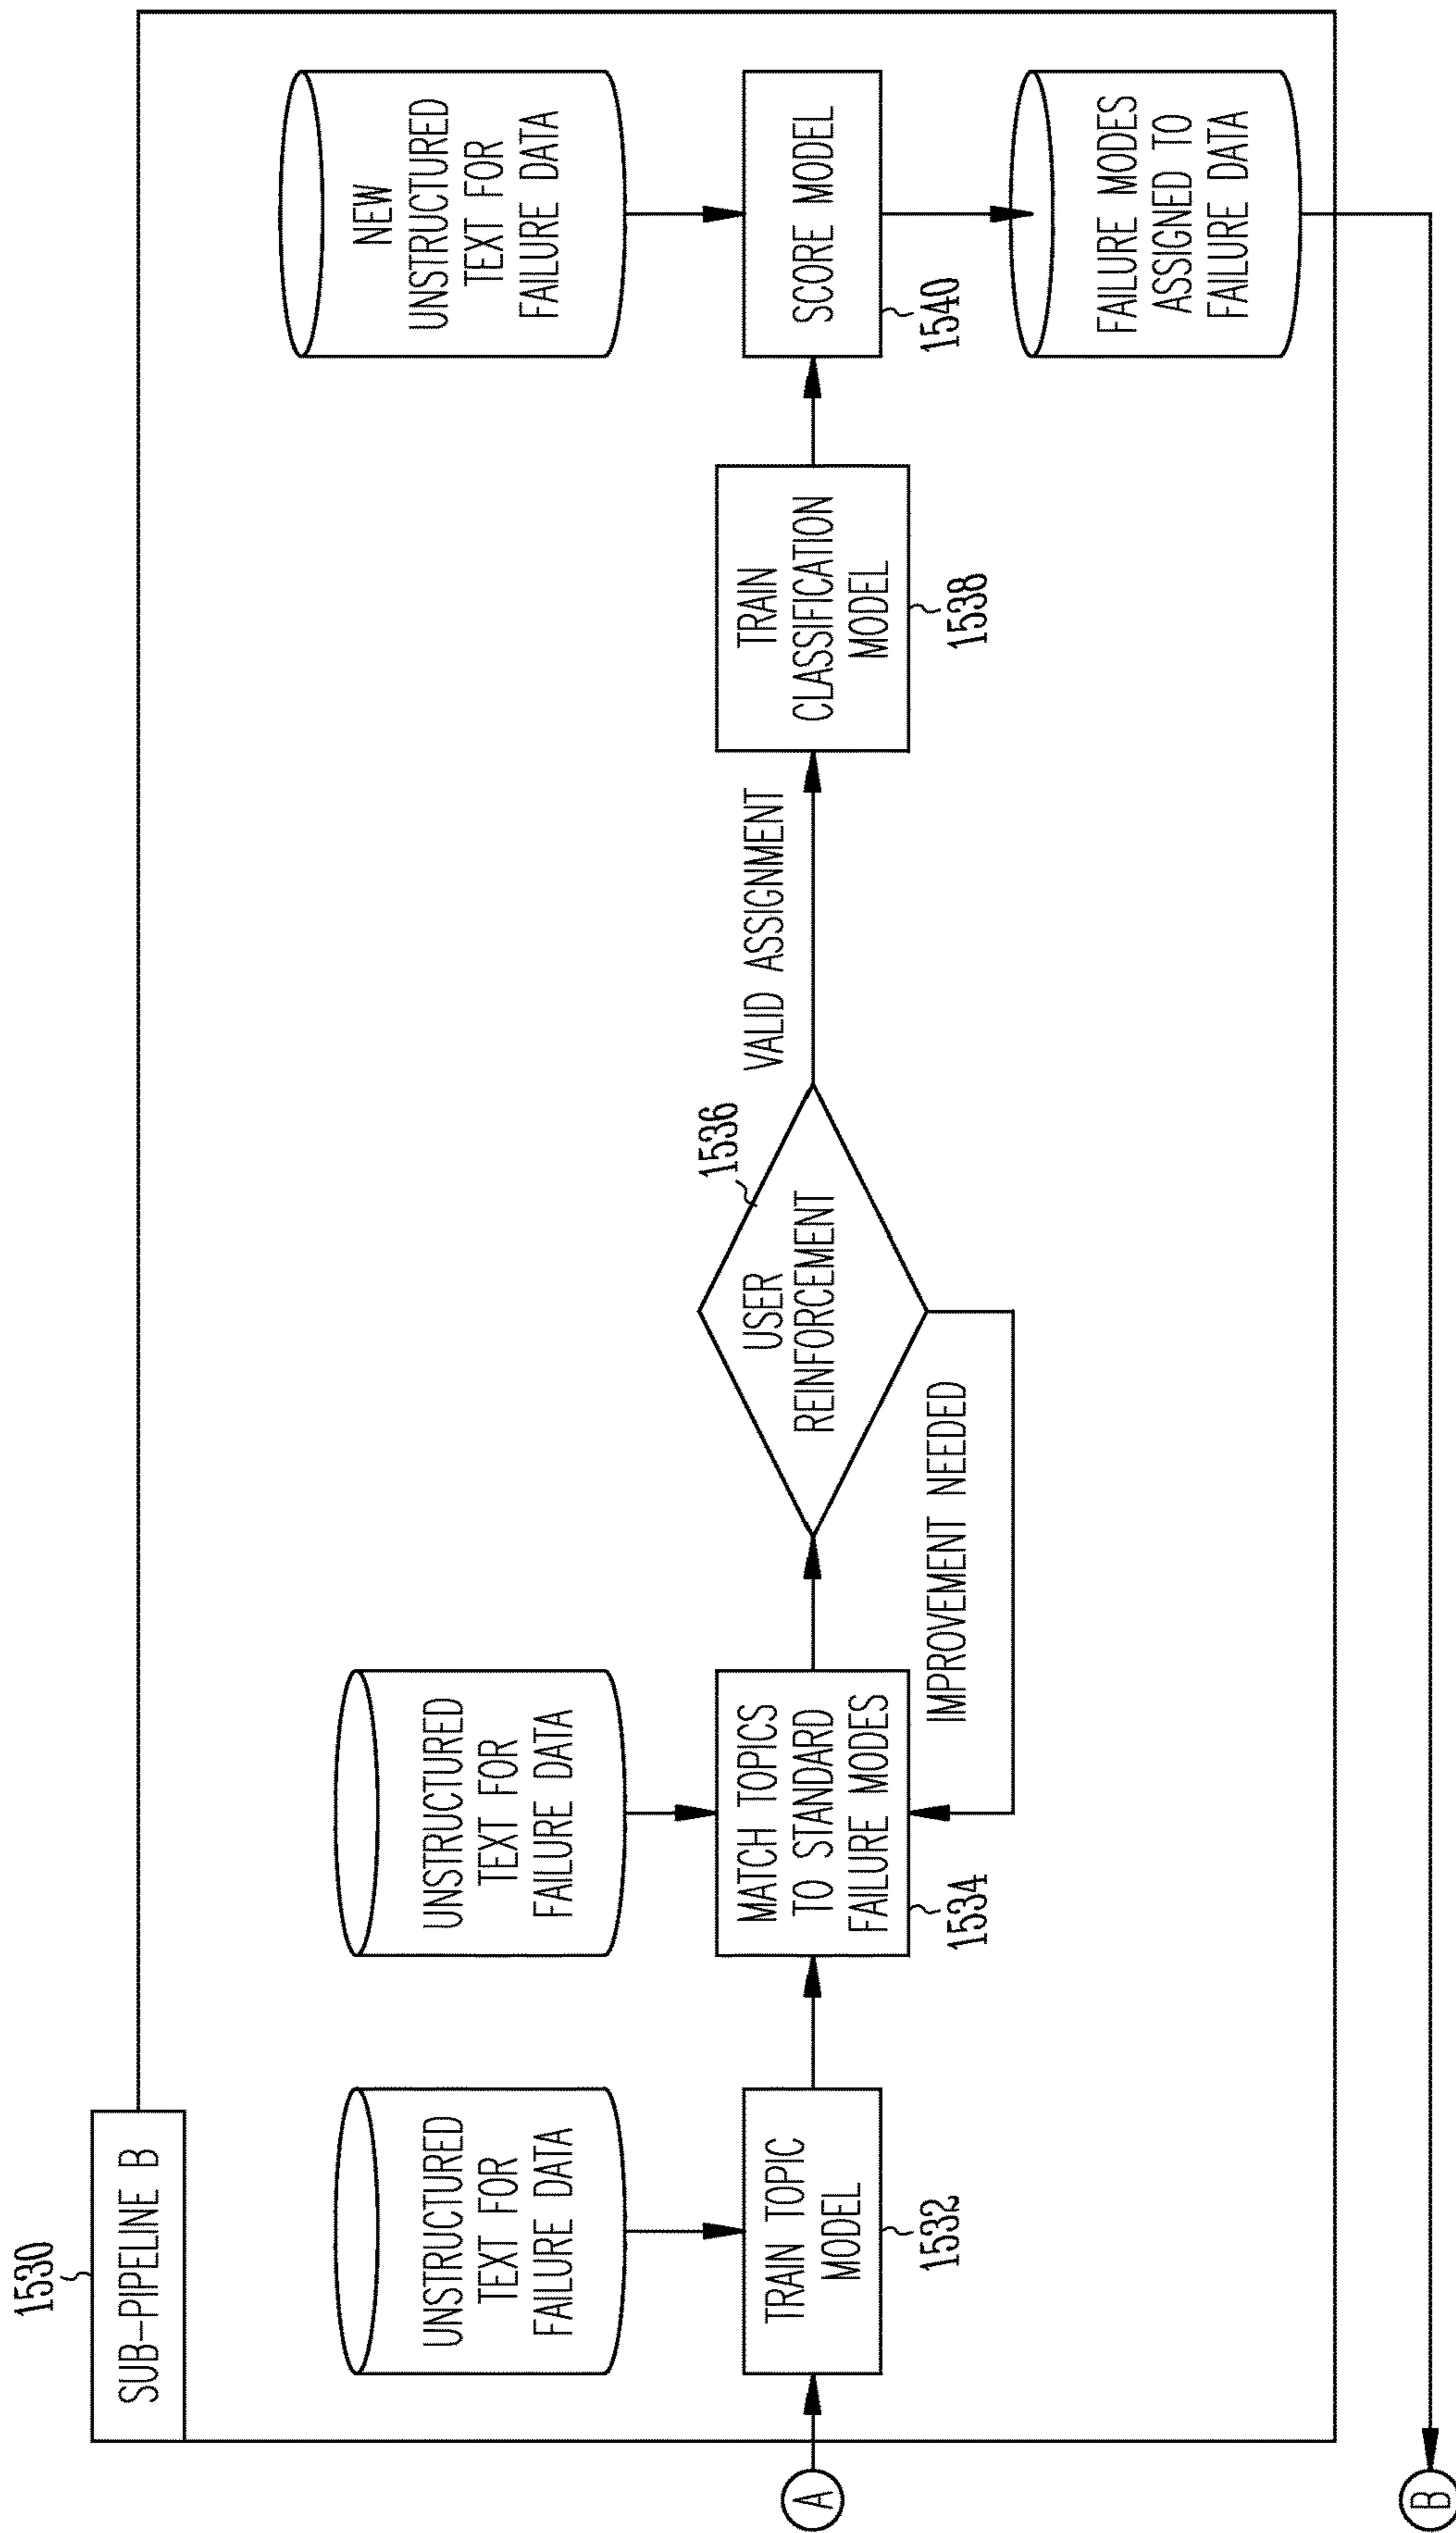 1530
SUB-PIPELINE B
UNSTRUCTURED
TEXT FOR
FAILURE DATA
UNSTRUCTURED
TEXT FOR
FAILURE DATA
NEW
UNSTRUCTURED
TEXT FOR
FAILURE DATA
A
TRAIN TOPIC
MODEL
1532
MATCH TOPICS
TO STANDARD
FAILURE MODES
1534
USER
REINFORCEMENT
1536
IMPROVEMENT NEEDED
VALID ASSIGNMENT
TRAIN
CLASSIFICATION
MODEL
1538
SCORE MODEL
1540
FAILURE MODES
ASSIGNED TO
FAILURE DATA
B